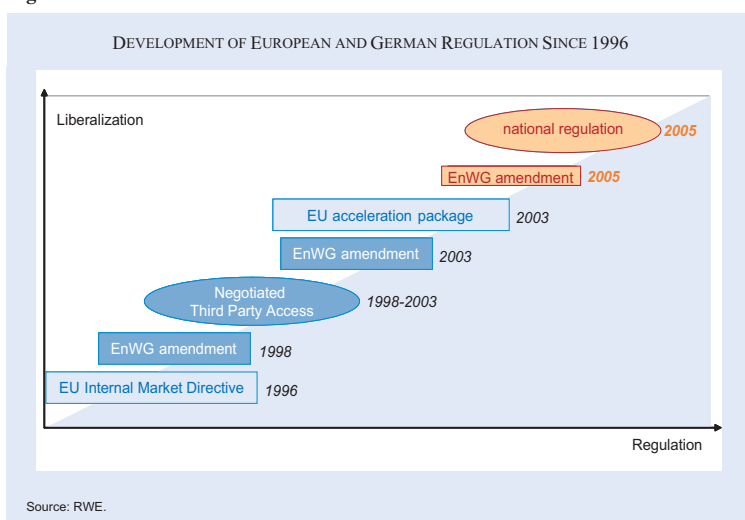 DEVELOPMENT OF EUROPEAN AND GERMAN REGULATION SINCE 1996
Liberalization
national regulation 2005
EnWG amendment 2005
EU acceleration package 2003
EnWG amendment 2003
Negotiated
Third Party Access 1998-2003
EnWG amendment 1998
EU Internal Market Directive 1996
Regulation
Source: RWE.